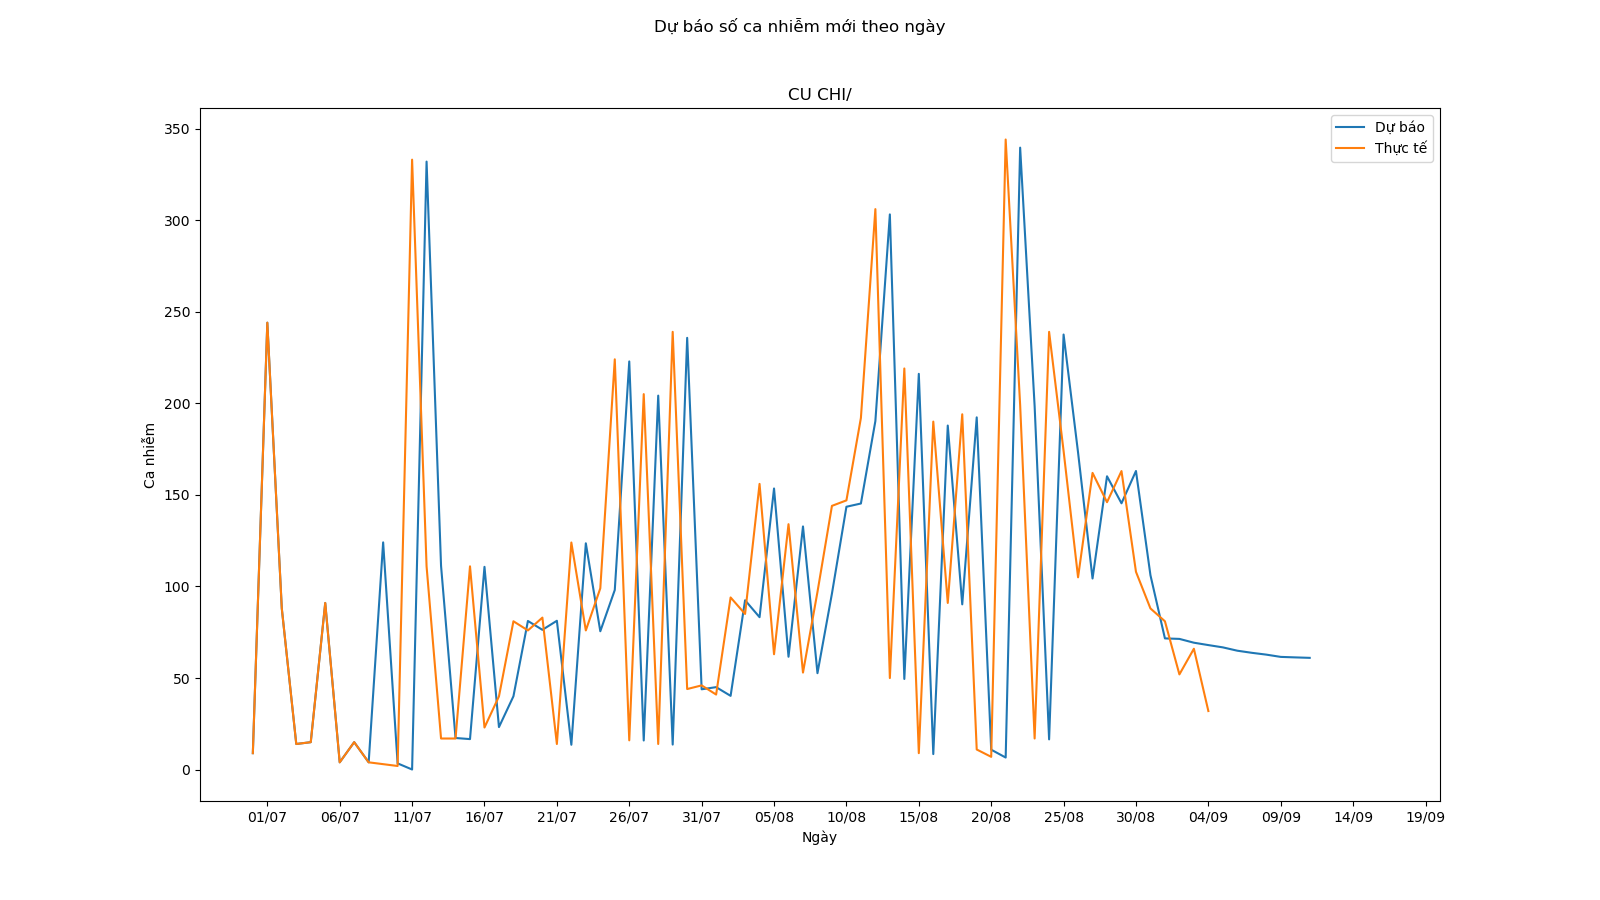 Dự báo số ca nhiễm mới theo ngày
CU CHI/
Dự báo
Thực tế
350
300
250
200
150
100
50
0
Ca nhiễm
01/07 06/07 11/07 16/07 21/07 26/07 31/07 05/08 10/08 15/08 20/08 25/08 30/08 04/09 09/09 14/09 19/09
Ngày